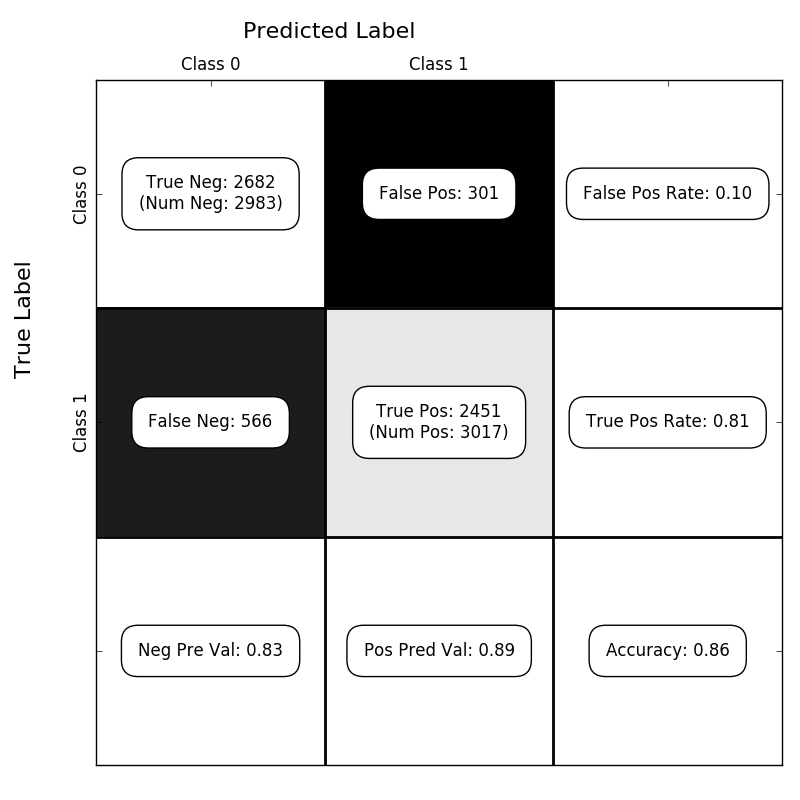 Predicted Label
Class 0
Class 1
True Label
Class 0
True Neg: 2682
(Num Neg: 2983)
False Pos: 301
False Pos Rate: 0.10
Class 1
False Neg: 566
True Pos: 2451
(Num Pos: 3017)
True Pos Rate: 0.81
Neg Pre Val: 0.83
Pos Pred Val: 0.89
Accuracy: 0.86